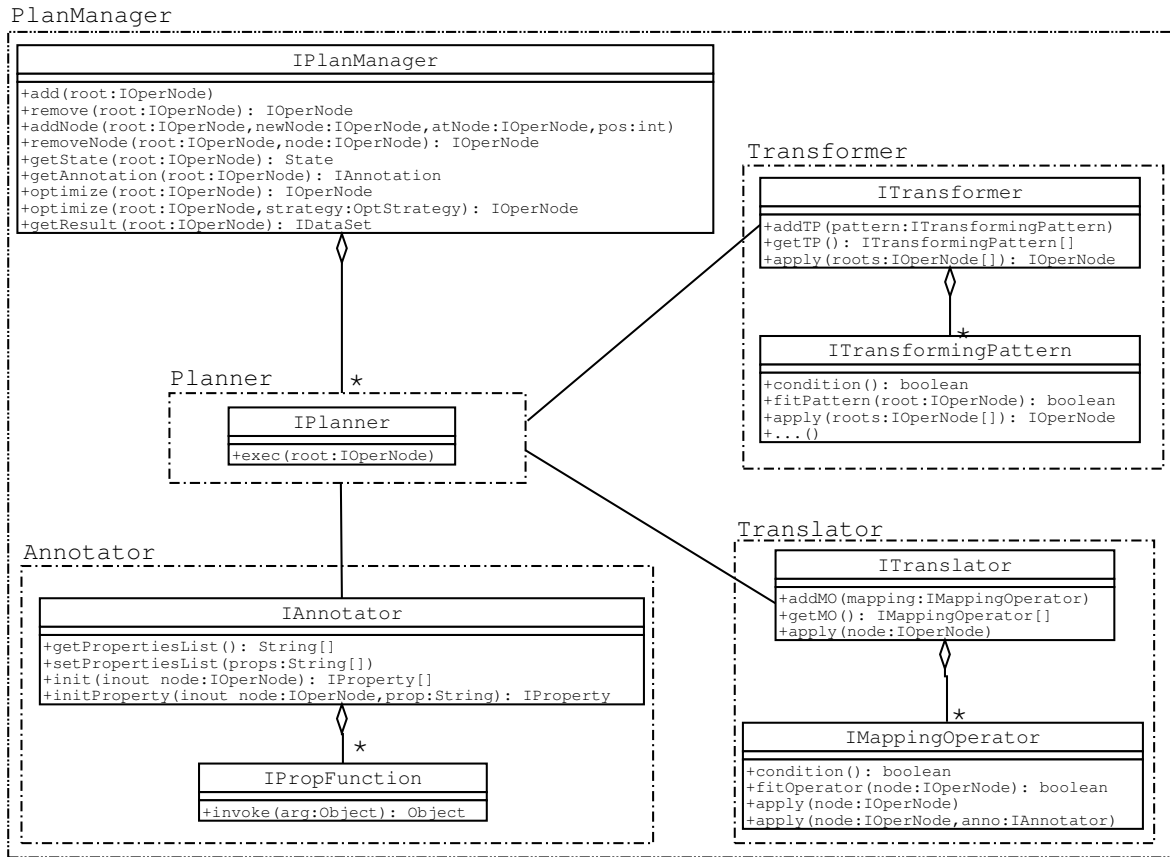 PlanManager
IPlanManager
+add(root:IOperNode)
+remove(root:IOperNode): IOperNode
+addNode(root:IOperNode,newNode:IOperNode,atNode:IOperNode,pos:int)
+removeNode(root:IOperNode,node:IOperNode): IOperNode
+getState(root:IOperNode): State
+getAnnotation(root:IOperNode): IAnnotation
+optimize(root:IOperNode): IOperNode
+optimize(root:IOperNode,strategy:OptStrategy): IOperNode
+getResult(root:IOperNode): IDataSet
*
Transformer
ITransformer
+addTP(pattern:ITransformingPattern)
+getTP(): ITransformingPattern[]
+apply(roots:IOperNode[]): IOperNode
*
ITransformingPattern
+condition(): boolean
+fitPattern(root:IOperNode): boolean
+apply(roots:IOperNode[]): IOperNode
+...()
Planner
IPlanner
+exec(root:IOperNode)
Annotator
IAnnotator
+getPropertiesList(): String[]
+setPropertiesList(props:String[])
+init(inout node:IOperNode): IProperty[]
+initProperty(inout node:IOperNode,prop:String): IProperty
*
IPropFunction
+invoke(arg:Object): Object
Translator
ITranslator
+addMO(mapping:IMappingOperator)
+getMO(): IMappingOperator[]
+apply(node:IOperNode)
*
IMappingOperator
+condition(): boolean
+fitOperator(node:IOperNode): boolean
+apply(node:IOperNode)
+apply(node:IOperNode,anno:IAnnotator)